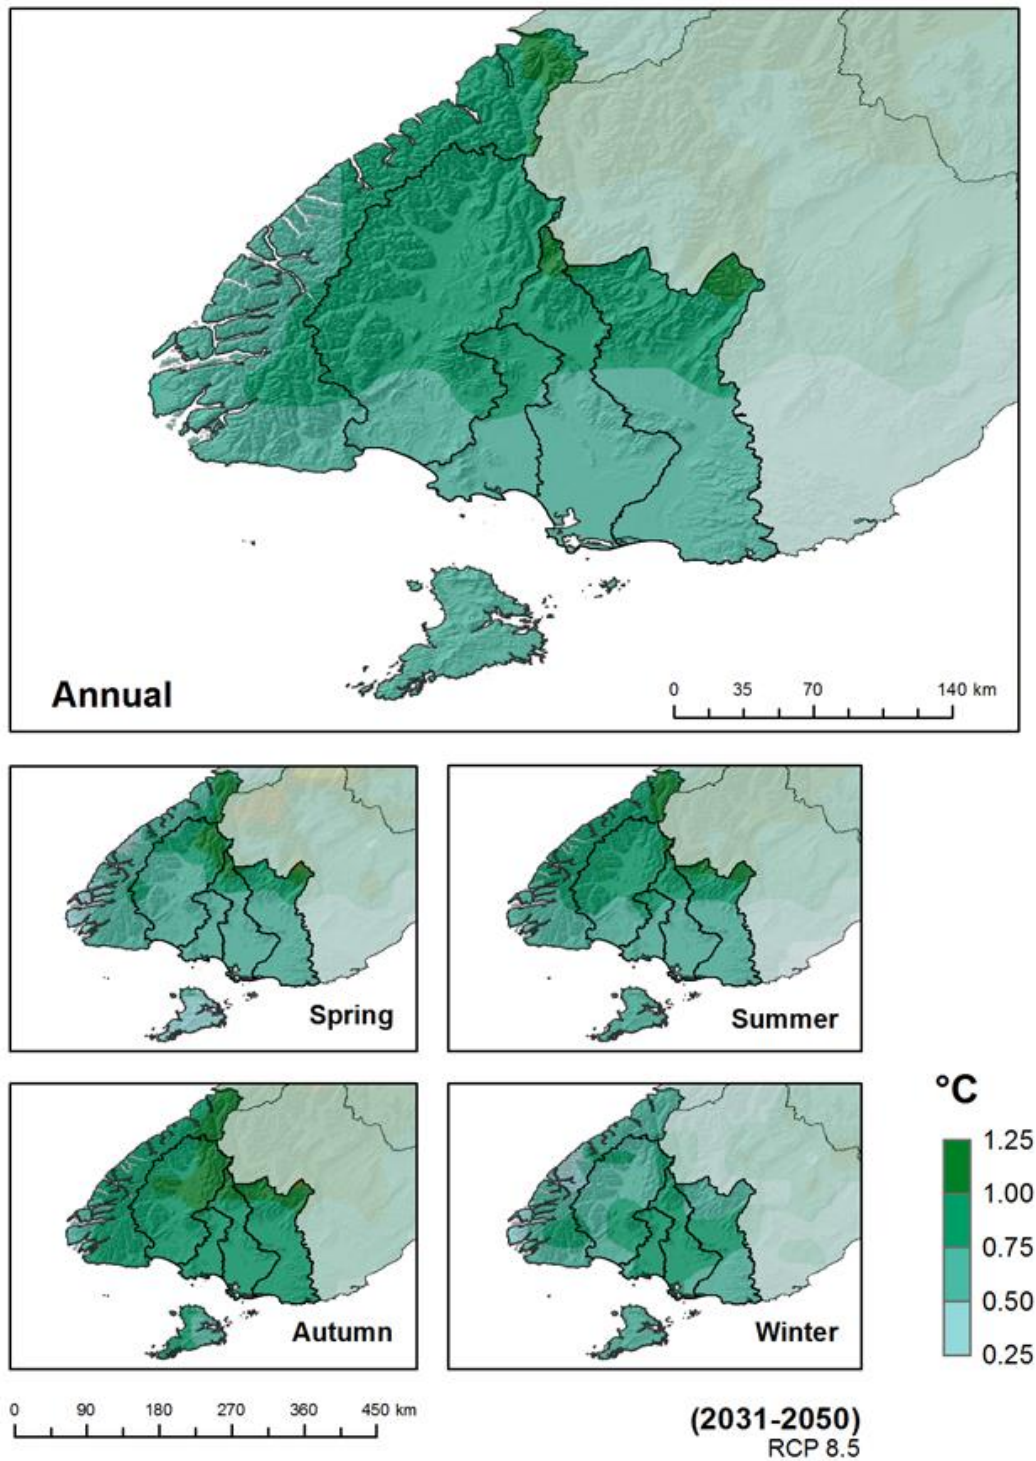 Annual
0 35 70 140 km
Spring
Summer
Autumn
Winter
°C
1.25
1.00
0.75
0.50
0.25
0 90 180 270 360 450 km
(2031-2050)
RCP 8.5